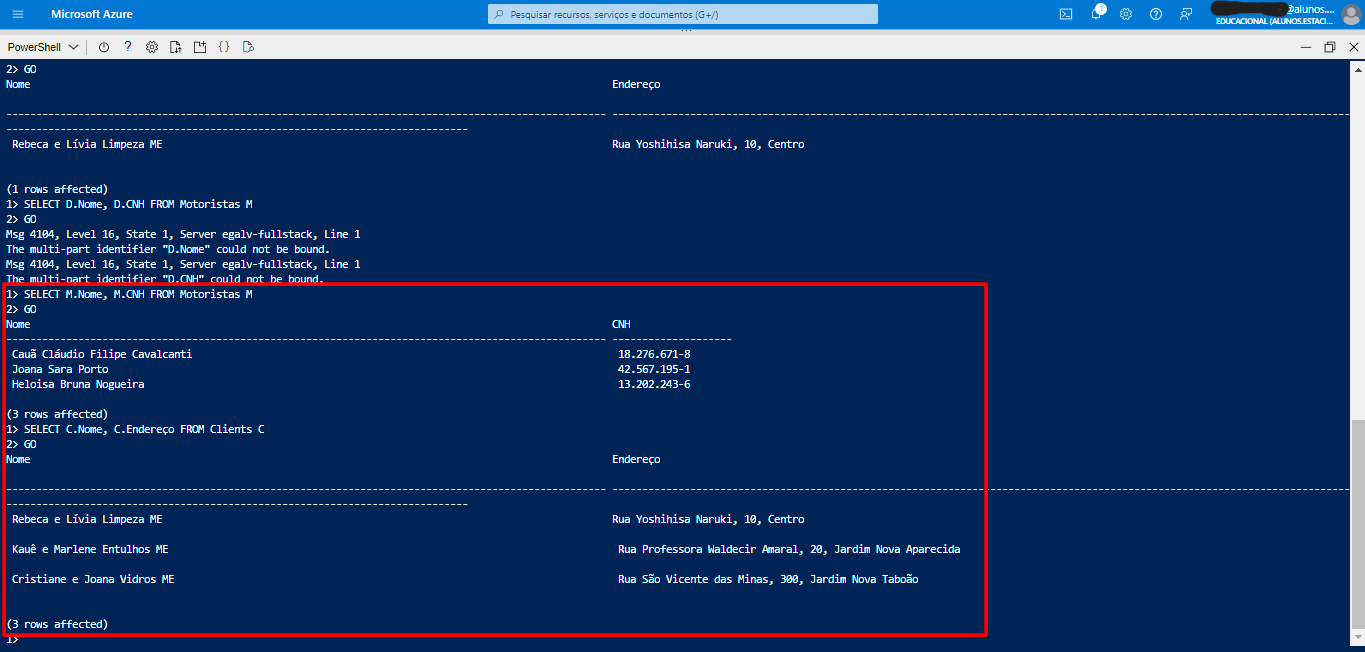 Microsoft Azure
Pesquisar recursos, serviços e documentos (G+/)
1
@alunos....
EDUCACIONAL (ALUNOS.ESTACI...
PowerShell
2> GO
Nome Endereço
---------------------------------------------------------------------------------------------------- ---------------------------------------------------------------------------------------------------------------------------
-----------------------------------------------------------------------------
Rebeca e Lívia Limpeza ME Rua Yoshihisa Naruki, 10, Centro
(1 rows affected)
1> SELECT D.Nome, D.CNH FROM Motoristas M
2> GO
Msg 4104, Level 16, State 1, Server egalv-fullstack, Line 1
The multi-part identifier "D.Nome" could not be bound.
Msg 4104, Level 16, State 1, Server egalv-fullstack, Line 1
The multi-part identifier "D.CNH" could not be bound.
1> SELECT M.Nome, M.CNH FROM Motoristas M
2> GO
Nome CNH
---------------------------------------------------------------------------------------------------- --------------------
Cauã Cláudio Filipe Cavalcanti 18.276.671-8
Joana Sara Porto 42.567.195-1
Heloisa Bruna Nogueira 13.202.243-6
(3 rows affected)
1> SELECT C.Nome, C.Endereço FROM Clients C
2> GO
Nome Endereço
---------------------------------------------------------------------------------------------------- ---------------------------------------------------------------------------------------------------------------------------
-----------------------------------------------------------------------------
Rebeca e Lívia Limpeza ME Rua Yoshihisa Naruki, 10, Centro
Kauê e Marlene Entulhos ME Rua Professora Waldecir Amaral, 20, Jardim Nova Aparecida
Cristiane e Joana Vidros ME Rua São Vicente das Minas, 300, Jardim Nova Taboão
(3 rows affected)
1>